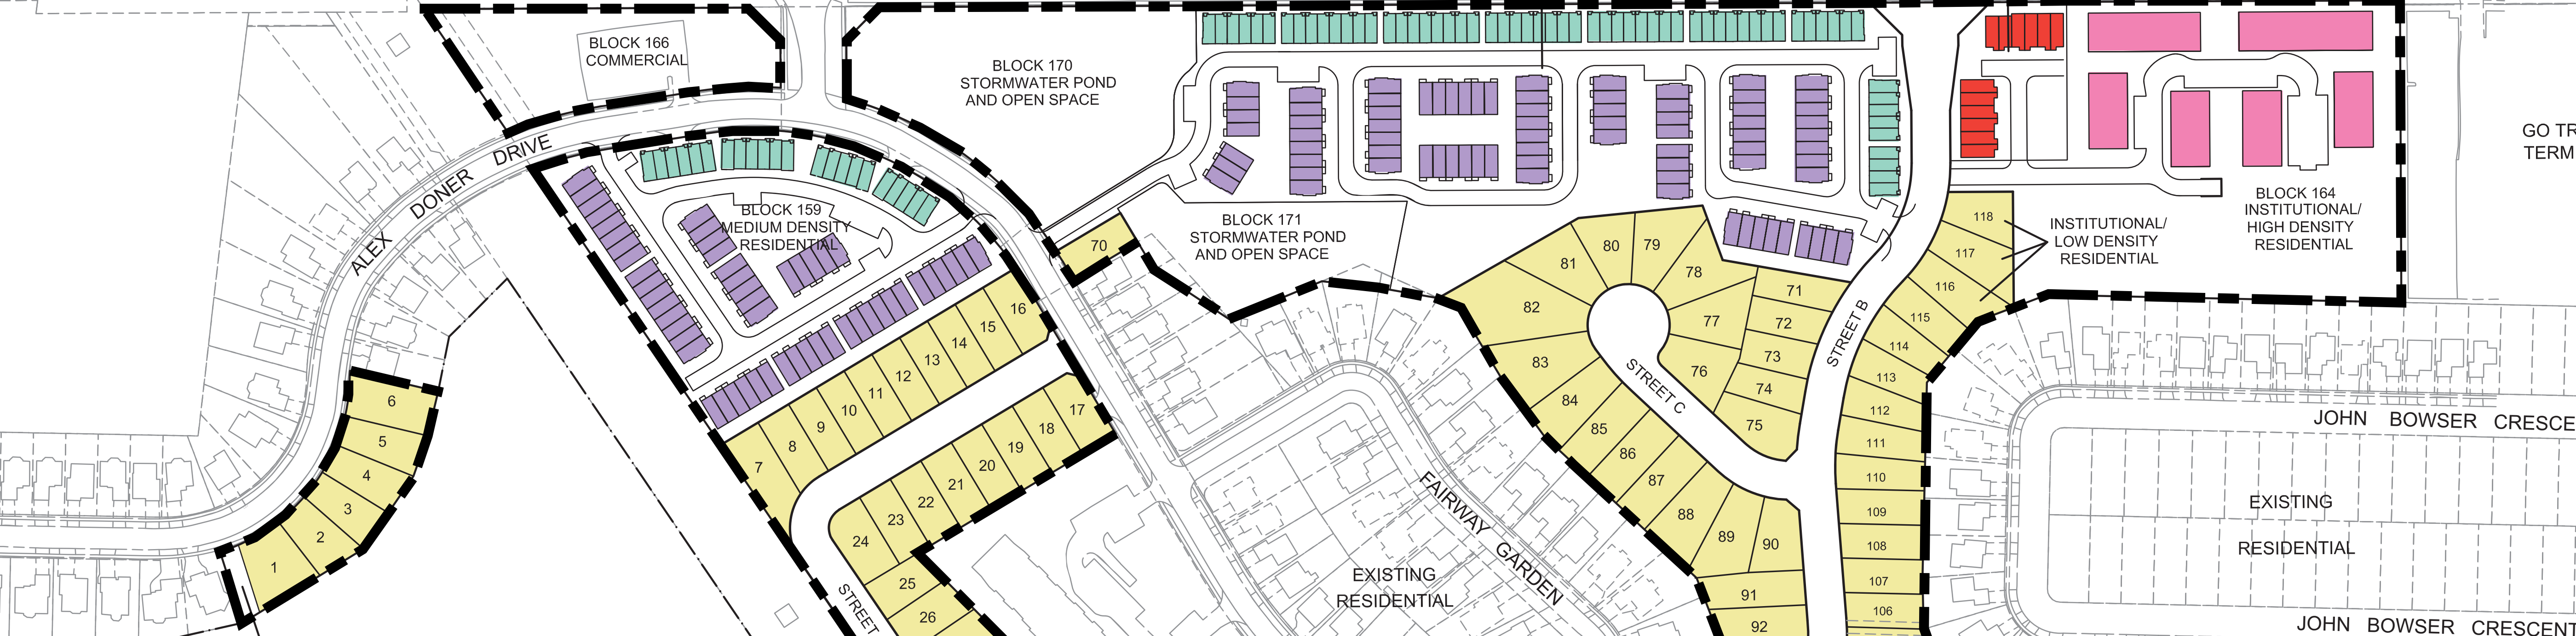 BLOCK 166
COMMERCIAL
BLOCK 170
STORMWATER POND
AND OPEN SPACE
ALEX DONER DRIVE
BLOCK 159
MEDIUM DENSITY
RESIDENTIAL
BLOCK 171
STORMWATER POND
AND OPEN SPACE
INSTITUTIONAL/
LOW DENSITY
RESIDENTIAL
BLOCK 164
INSTITUTIONAL/
HIGH DENSITY
RESIDENTIAL
GO TR
TERM
1
2
3
4
5
6
7
8
9
10
11
12
13
14
15
16
17
18
19
20
21
22
23
24
25
26
STREET
70
71
72
73
74
75
76
77
78
79
80
81
82
83
84
85
86
87
88
89
90
91
92
STREET C
STREET B
118
117
116
115
114
113
112
111
110
109
108
107
106
FAIRWAY GARDEN
EXISTING
RESIDENTIAL
JOHN BOWSER CRESCE
EXISTING
RESIDENTIAL
JOHN BOWSER CRESCENT